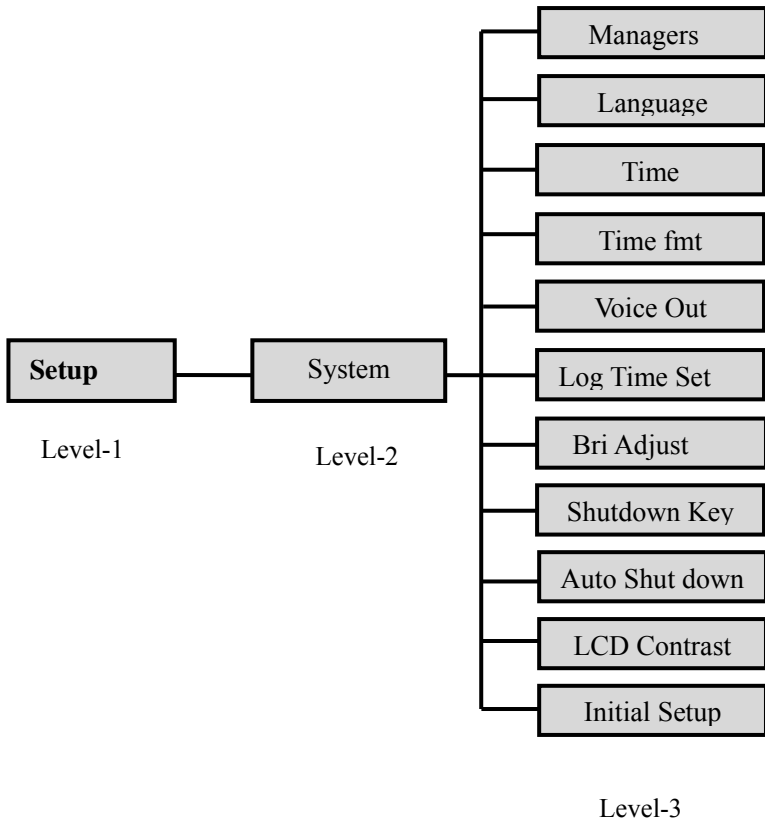 Managers
Language
Time
Time fmt
Voice Out
Setup
System
Log Time Set
Level-1
Level-2
Bri Adjust
Shutdown Key
Auto Shut down
LCD Contrast
Initial Setup
Level-3